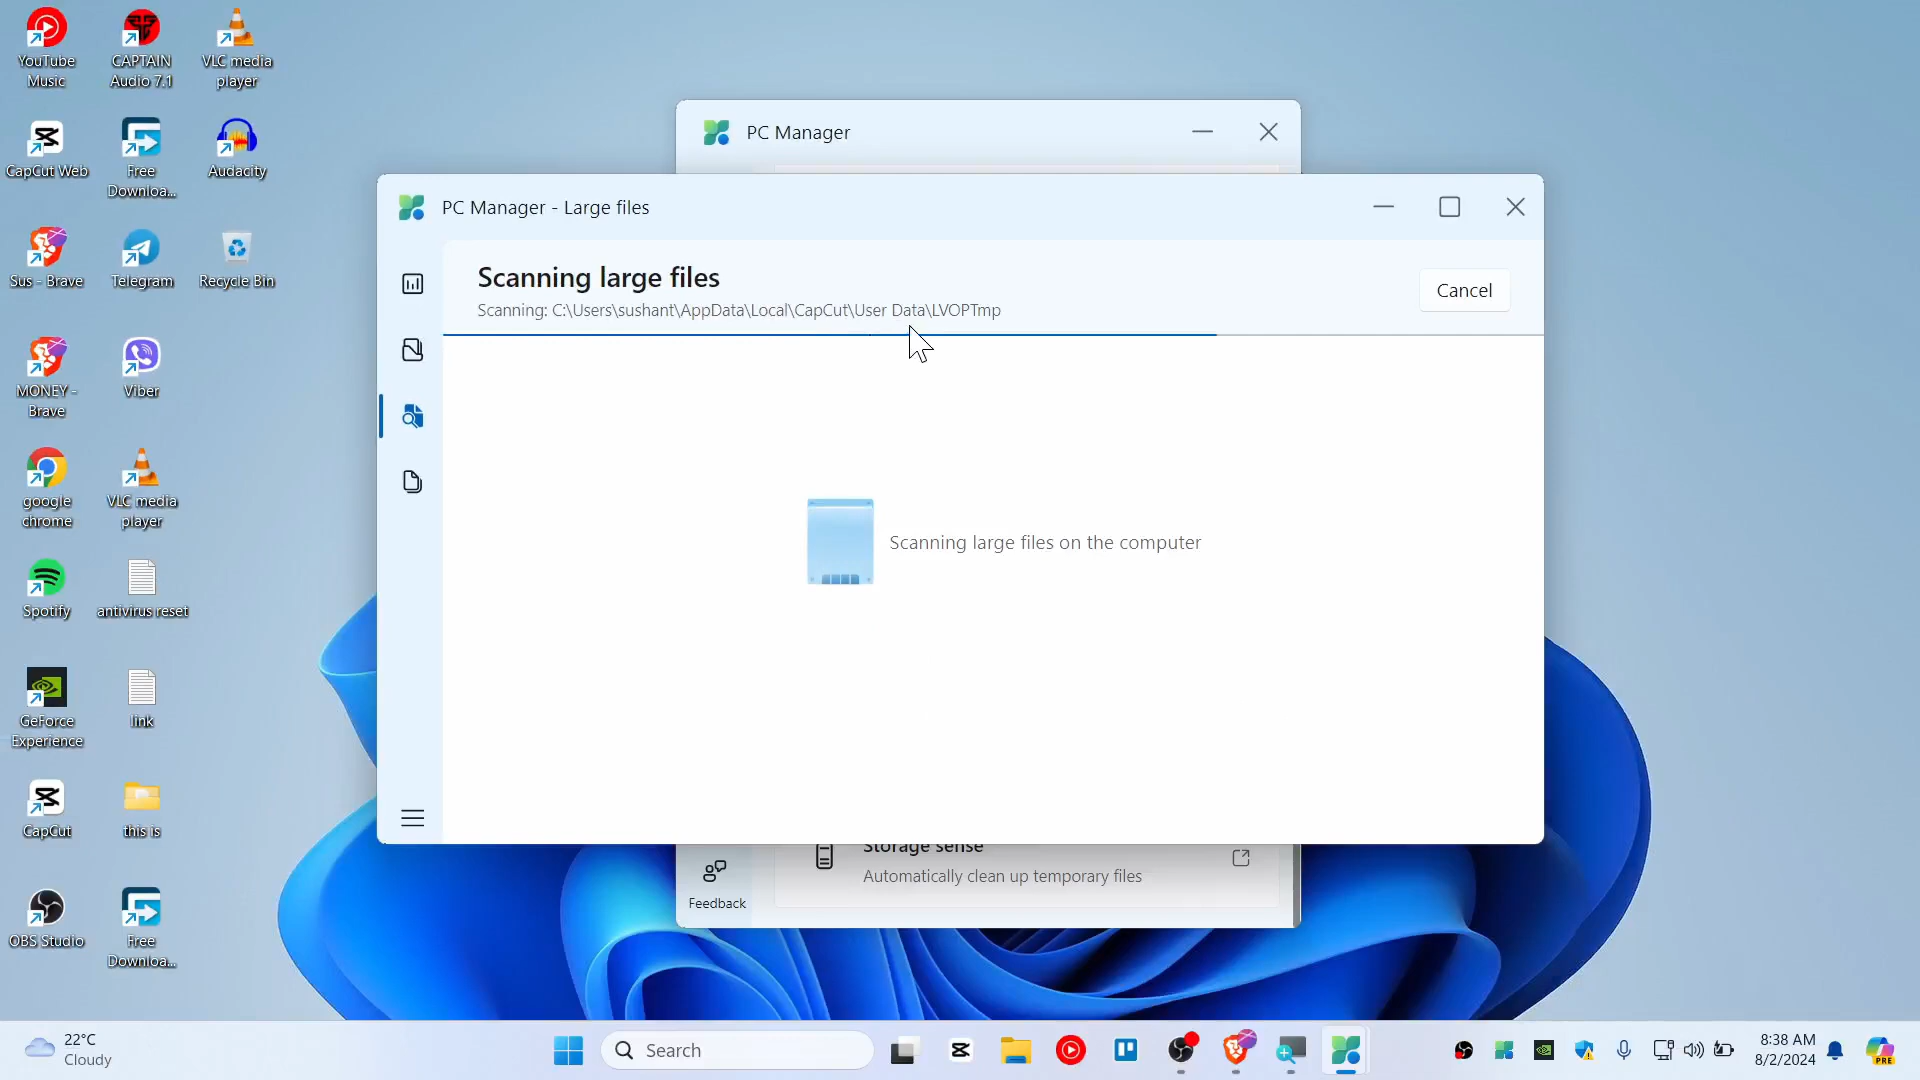 YouTube
Music
CAPTAIN
Audio 7.1
VLC media
player
CapCut Web
Free
Downloa...
Audacity
Sus - Brave
Telegram
Recycle Bin
MONEY -
Brave
Viber
google
chrome
VLC media
player
Spotify
antivirus reset
GeForce
Experience
link
CapCut
this is
OBS Studio
Free
Downloa...
PC Manager
PC Manager - Large files
Scanning large files
Scanning: C:\Users\sushant\AppData\Local\CapCut\User Data\LVOPTmp
Cancel
Scanning large files on the computer
Storage sense
Automatically clean up temporary files
Feedback
22°C
Cloudy
Search
8:38 AM
8/2/2024
PRE